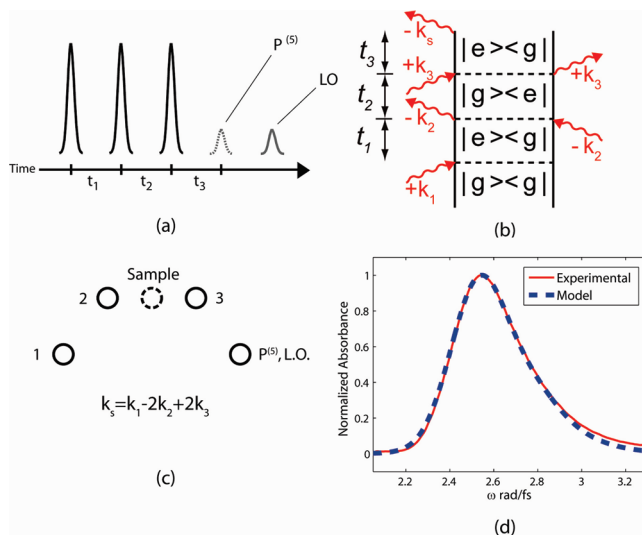 P (5)
LO
Time
t1 t2 t3
(a)
t3 t2 t1
- ks
+k3
- k2
+k1
|e><g|
|g><e|
|e><g|
|g><g|
+k3
- k2
(b)
Sample
2 3
1 P(5), L.O.
ks=k1-2k2+2k3
(c)
Normalized Absorbance
1
0.8
0.6
0.4
0.2
0
Experimental
Model
2.2 2.4 2.6 2.8 3 3.2
ω rad/fs
(d)